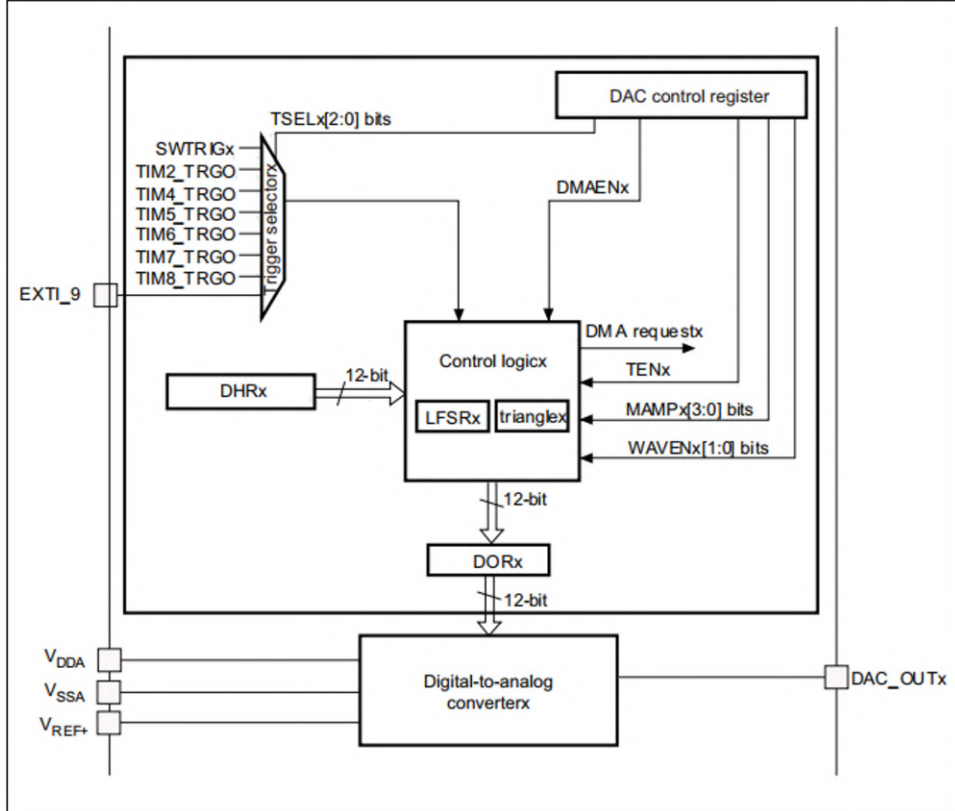 DAC control register
TSELx[2:0] bits
SWTRIGx
TIM2_TRGO
TIM4_TRGO
TIM5_TRGO
TIM6_TRGO
TIM7_TRGO
TIM8_TRGO
Trigger selectorx
DMAENx
EXTI_9
DMA requestx
Control logicx
TENx
12-bit
DHRx
LFSRx
trianglex
MAMPx[3:0] bits
WAVENx[1:0] bits
12-bit
DORx
12-bit
VDDA
VSSA
VREF+
Digital-to-analog
converterx
DAC_OUTx